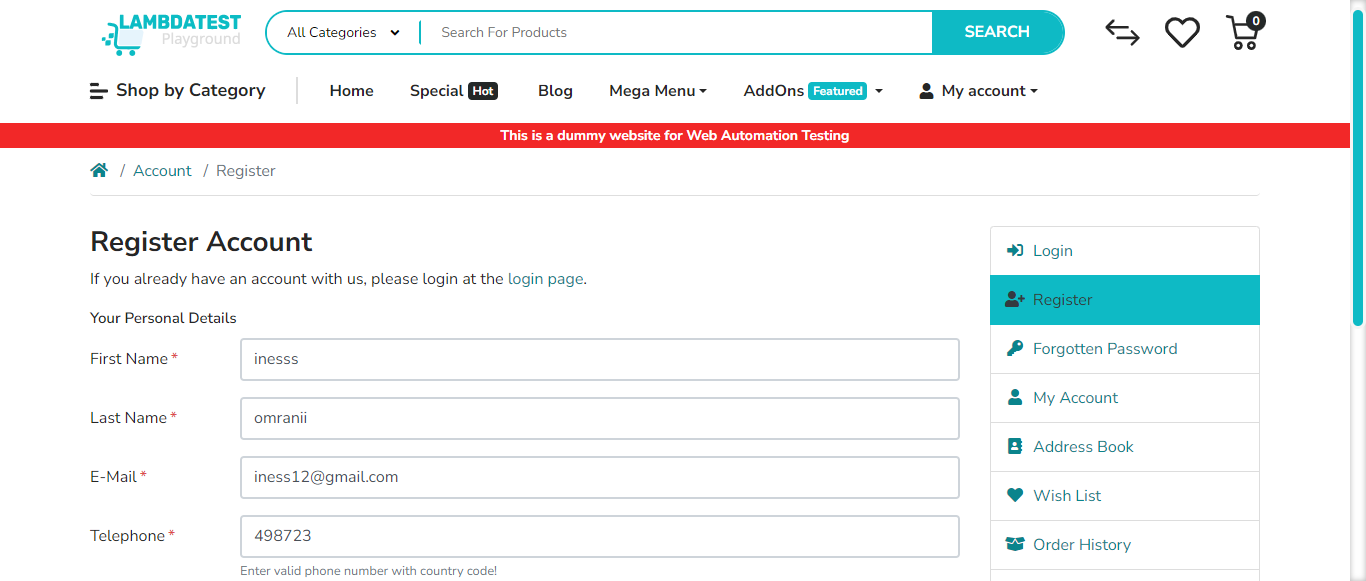 LAMBDATEST
Playground
All Categories
Search For Products
SEARCH
0
Shop by Category
Home
Special Hot
Blog
Mega Menu
AddOns Featured
My account
This is a dummy website for Web Automation Testing
/ Account / Register
Register Account
If you already have an account with us, please login at the login page.
Your Personal Details
First Name *
inesss
Last Name *
omranii
E-Mail *
iness12@gmail.com
Telephone *
498723
Enter valid phone number with country code!
Login
Register
Forgotten Password
My Account
Address Book
Wish List
Order History